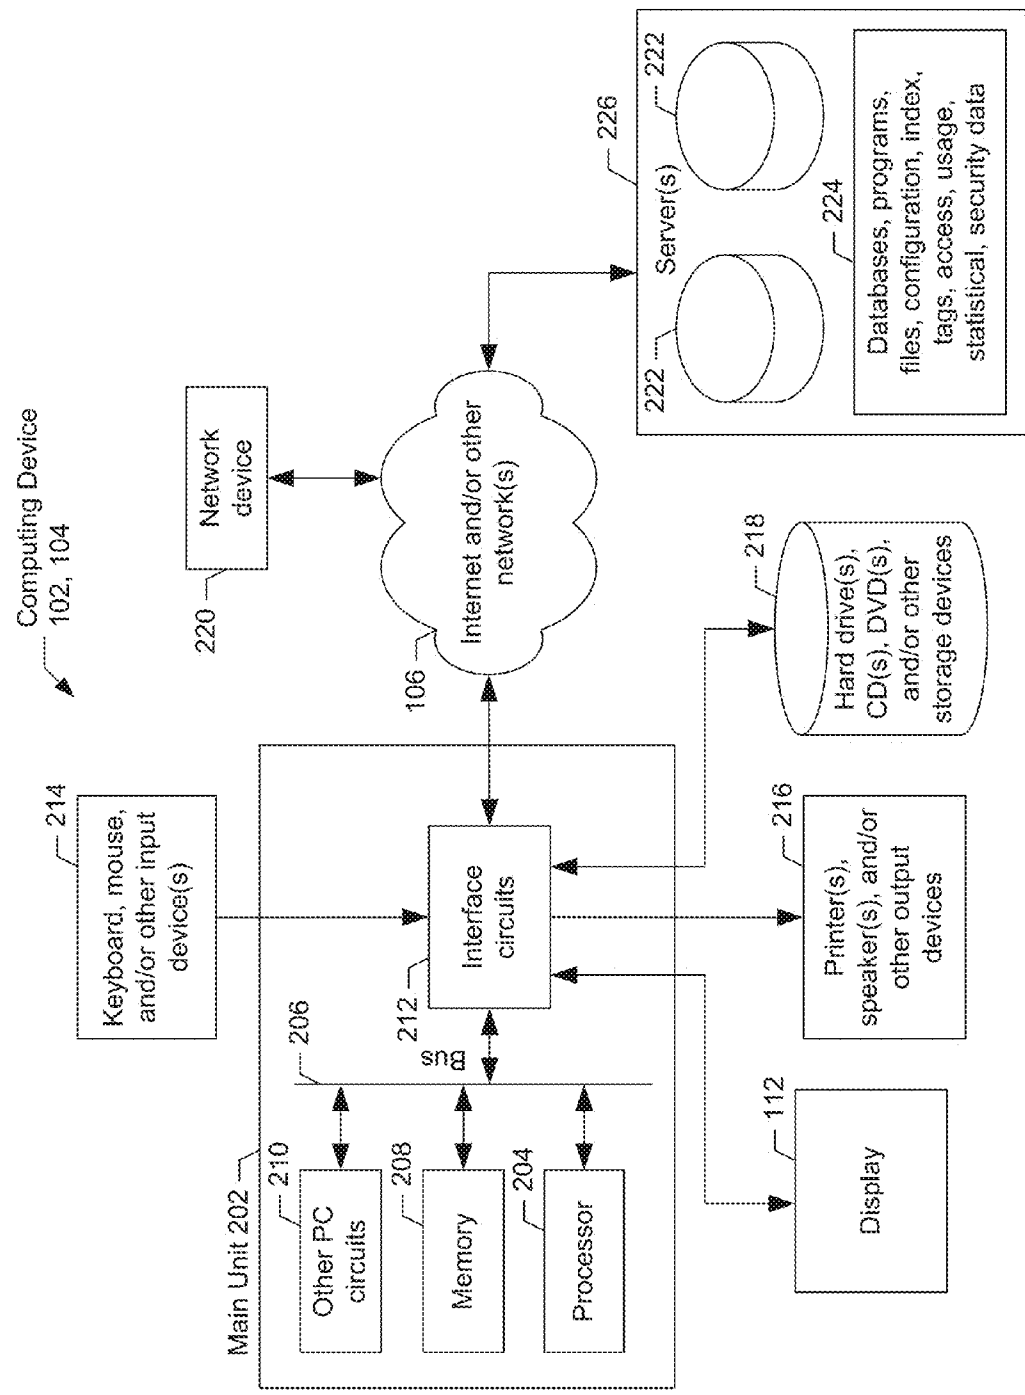 Computing Device
102, 104
Main Unit 202
210
Other PC
circuits
208
Memory
204
Processor
206
Bus
212
Interface
circuits
214
Keyboard, mouse,
and/or other input
device(s)
112
Display
216
Printer(s),
speaker(s), and/or
other output
devices
218
Hard drive(s),
CD(s), DVD(s),
and/or other
storage devices
106
Internet and/or other
network(s)
220
Network
device
226
Server(s)
222
222
224
Databases, programs,
files, configuration, index,
tags, access, usage,
statistical, security data